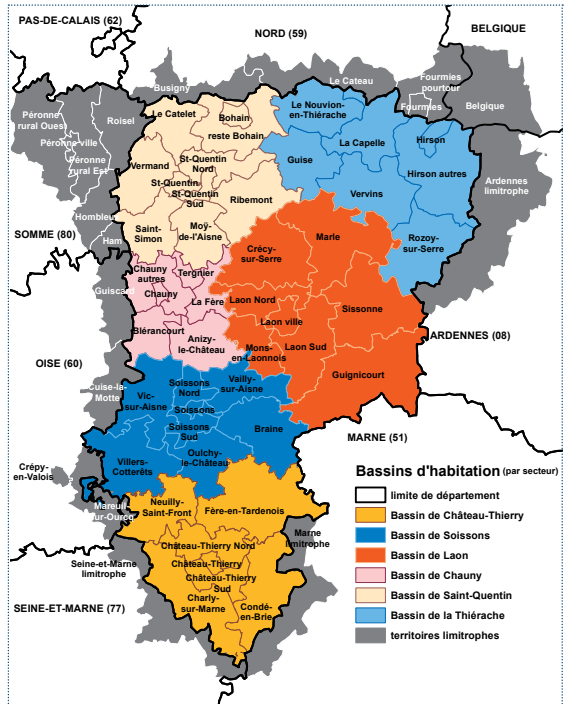 PAS-DE-CALAIS (62)
NORD (59)
BELGIQUE
Busigny
Le Cateau
Fourmies
pourtour
Fourmies
Belgique
Péronne
rural Ouest
Roisel
Péronne ville
Péronne
rural Est
Le Catelet
Bohain
reste Bohain
Le Nouvion-
en-Thiérache
La Capelle
Hirson
Vermand
St-Quentin
Nord
St-Quentin
St-Quentin
Sud
Guise
Hirson autres
Ardennes
limitrophe
Ribemont
Vervins
Hombleux
Ham
SOMME (80)
Saint-
Simon
Moÿ-
de-l'Aisne
Crécy-
sur-Serre
Marle
Rozoy-
sur-Serre
Guiscard
Chauny
autres
Tergnier
Chauny
La Fère
Laon Nord
Sissonne
Blérancourt
Anizy-
le-Château
Laon ville
Mons-
en-Laonnois
Laon Sud
ARDENNES (08)
OISE (60)
Guignicourt
Cuise-la-
Motte
Vic-
sur-Aisne
Soissons
Nord
Vailly-
sur-Aisne
Soissons
Soissons
Sud
Braine
MARNE (51)
Villers-
Cotterêts
Oulchy-
le-Château
Crépy-
en-Valois
Mareuil-
sur-Ourcq
Neuilly-
Saint-Front
Fère-en-Tardenois
Marne
limitrophe
Seine-et-Marne
limitrophe
Château-Thierry Nord
Château-Thierry
Château-Thierry
Sud
Charly-
sur-Marne
Condé-
en-Brie
SEINE-ET-MARNE (77)
Bassins d'habitation (par secteur)
limite de département
Bassin de Château-Thierry
Bassin de Soissons
Bassin de Laon
Bassin de Chauny
Bassin de Saint-Quentin
Bassin de la Thiérache
territoires limitrophes